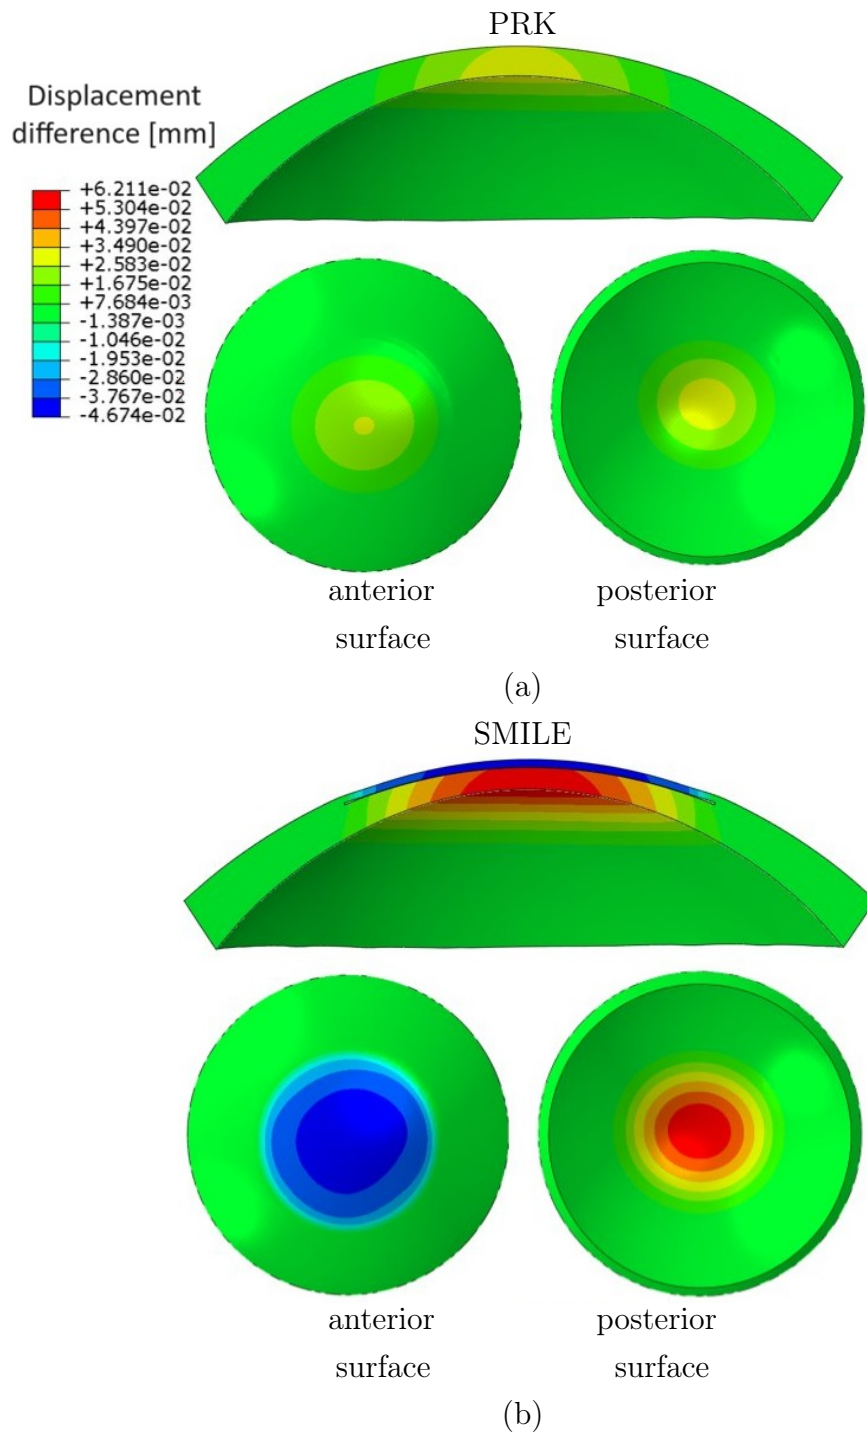 PRK
Displacement
difference [mm]
+6.211e-02
+5.304e-02
+4.397e-02
+3.490e-02
+2.583e-02
+1.675e-02
+7.684e-03
-1.387e-03
-1.046e-02
-1.953e-02
-2.860e-02
-3.767e-02
-4.674e-02
anterior
surface
posterior
surface
(a)
SMILE
anterior
surface
posterior
surface
(b)